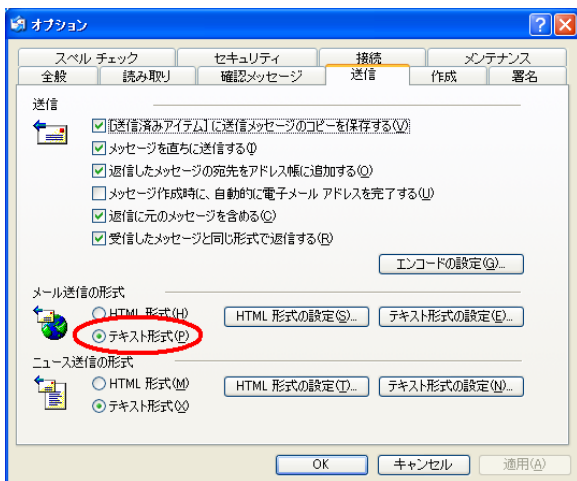 オプション
スペル チェック セキュリティ 接続 メンテナンス
全般 読み取り 確認メッセージ 送信 作成 署名
送信
[送信済みアイテム] に送信メッセージのコピーを保存する(V)
メッセージを直ちに送信する(I)
返信したメッセージの宛先をアドレス帳に追加する(O)
メッセージ作成時に、自動的に電子メール アドレスを完了する(U)
返信に元のメッセージを含める(C)
受信したメッセージと同じ形式で返信する(R)
エンコードの設定(G)...
メール送信の形式
HTML 形式(H) HTML 形式の設定(S)... テキスト形式の設定(E)...
テキスト形式(P)
ニュース送信の形式
HTML 形式(M) HTML 形式の設定(T)... テキスト形式の設定(N)...
テキスト形式(X)
OK キャンセル 適用(A)